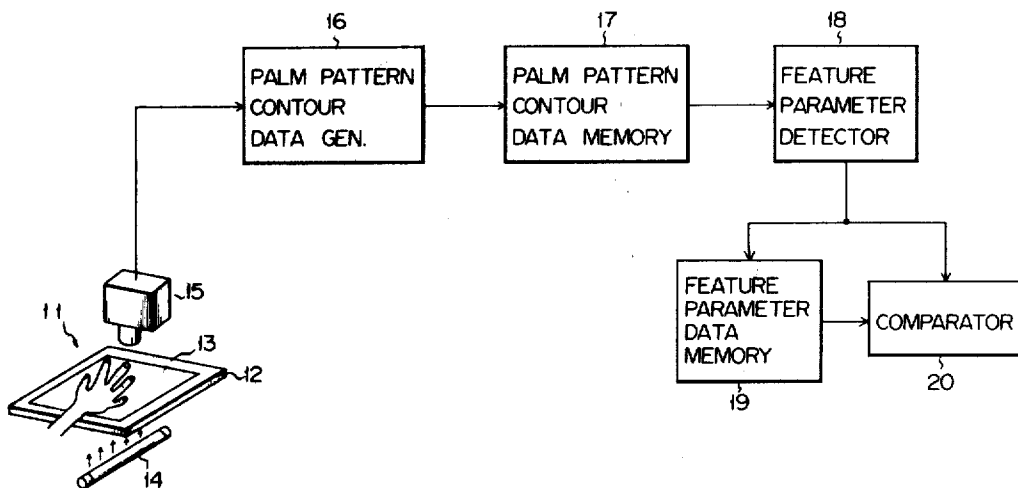 16
PALM PATTERN
CONTOUR
DATA GEN.
17
PALM PATTERN
CONTOUR
DATA MEMORY
18
FEATURE
PARAMETER
DETECTOR
15
11
13
12
14
FEATURE
PARAMETER
DATA
MEMORY
19
COMPARATOR
20